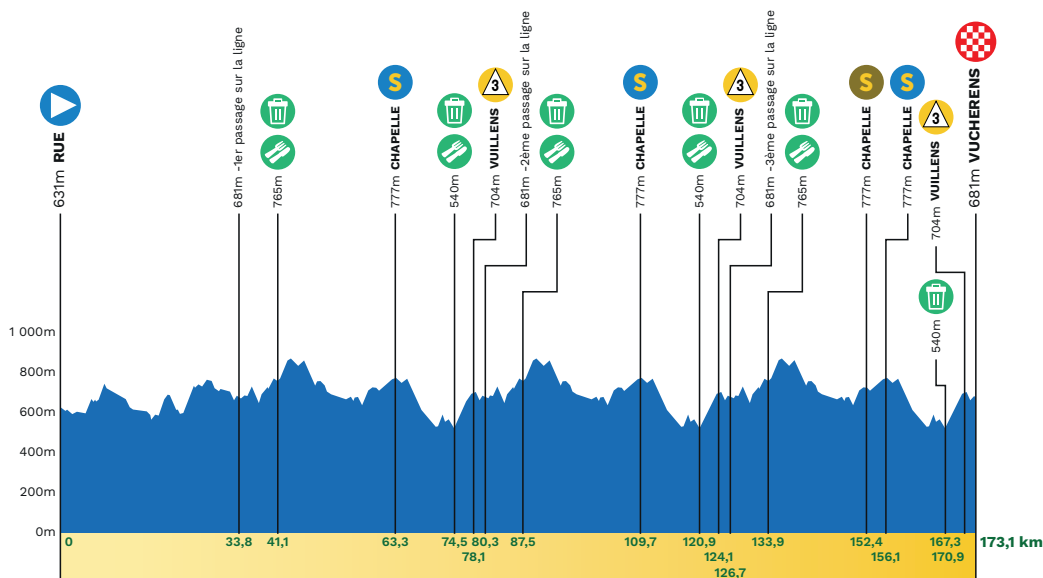 631m RUE
681m -1er passage sur la ligne
765m
777m CHAPELLE
S
540m
704m VUILLENS
3
681m -2ème passage sur la ligne
765m
777m CHAPELLE
S
540m
704m VUILLENS
3
681m -3ème passage sur la ligne
765m
777m CHAPELLE
S
777m CHAPELLE
S
540m
704m VUILLENS
3
681m VUCHERENS
1 000m
800m
600m
400m
200m
0m
0 33,8 41,1 63,3 74,5 80,3 87,5 109,7 120,9 133,9 152,4 167,3 173,1 km
78,1 124,1 156,1 170,9
126,7